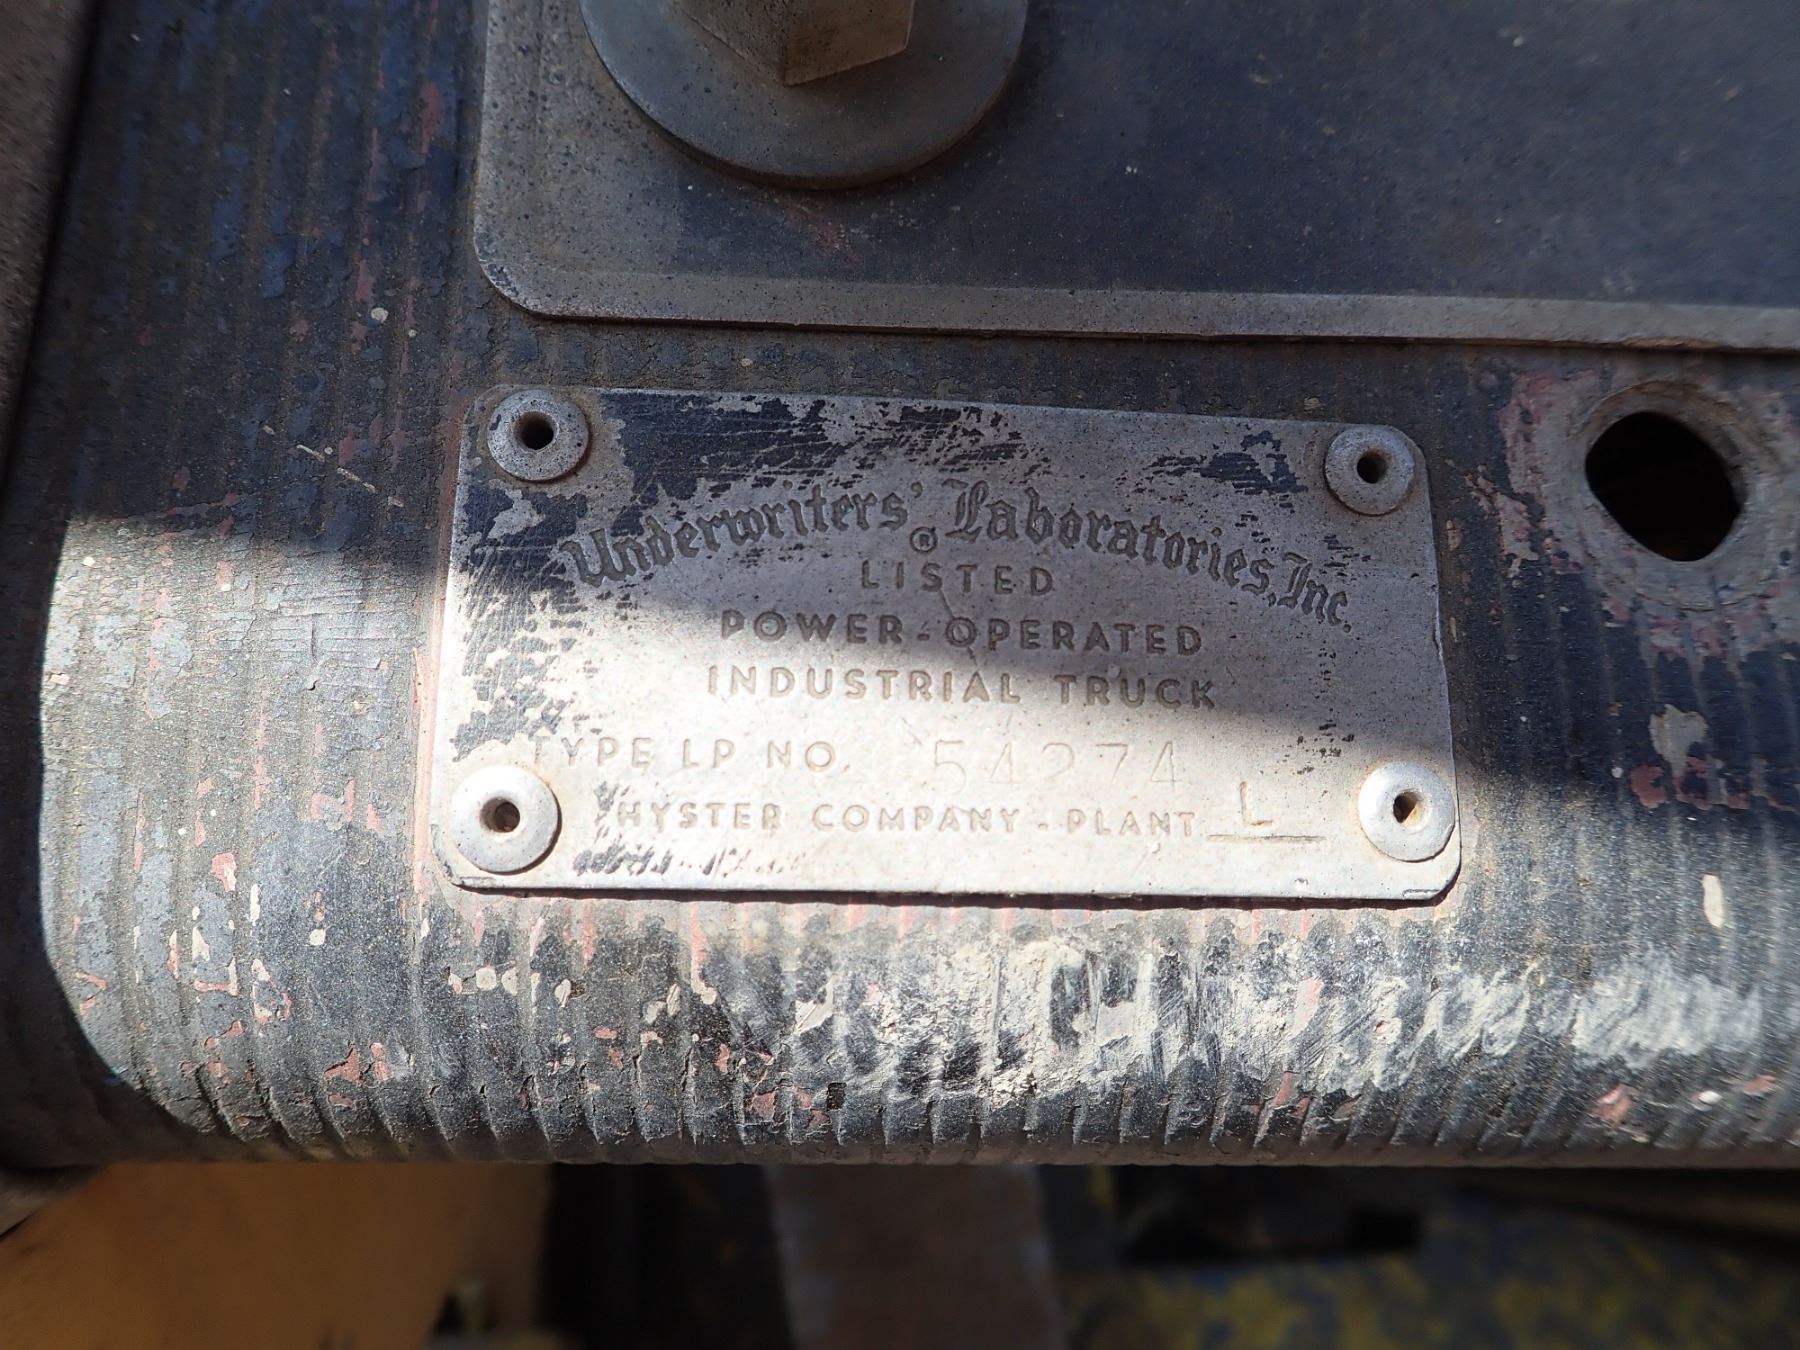 Underwriters' Laboratories, Inc.
®
LISTED
POWER-OPERATED
INDUSTRIAL TRUCK
TYPE LP NO. 54274
HYSTER COMPANY - PLANT L